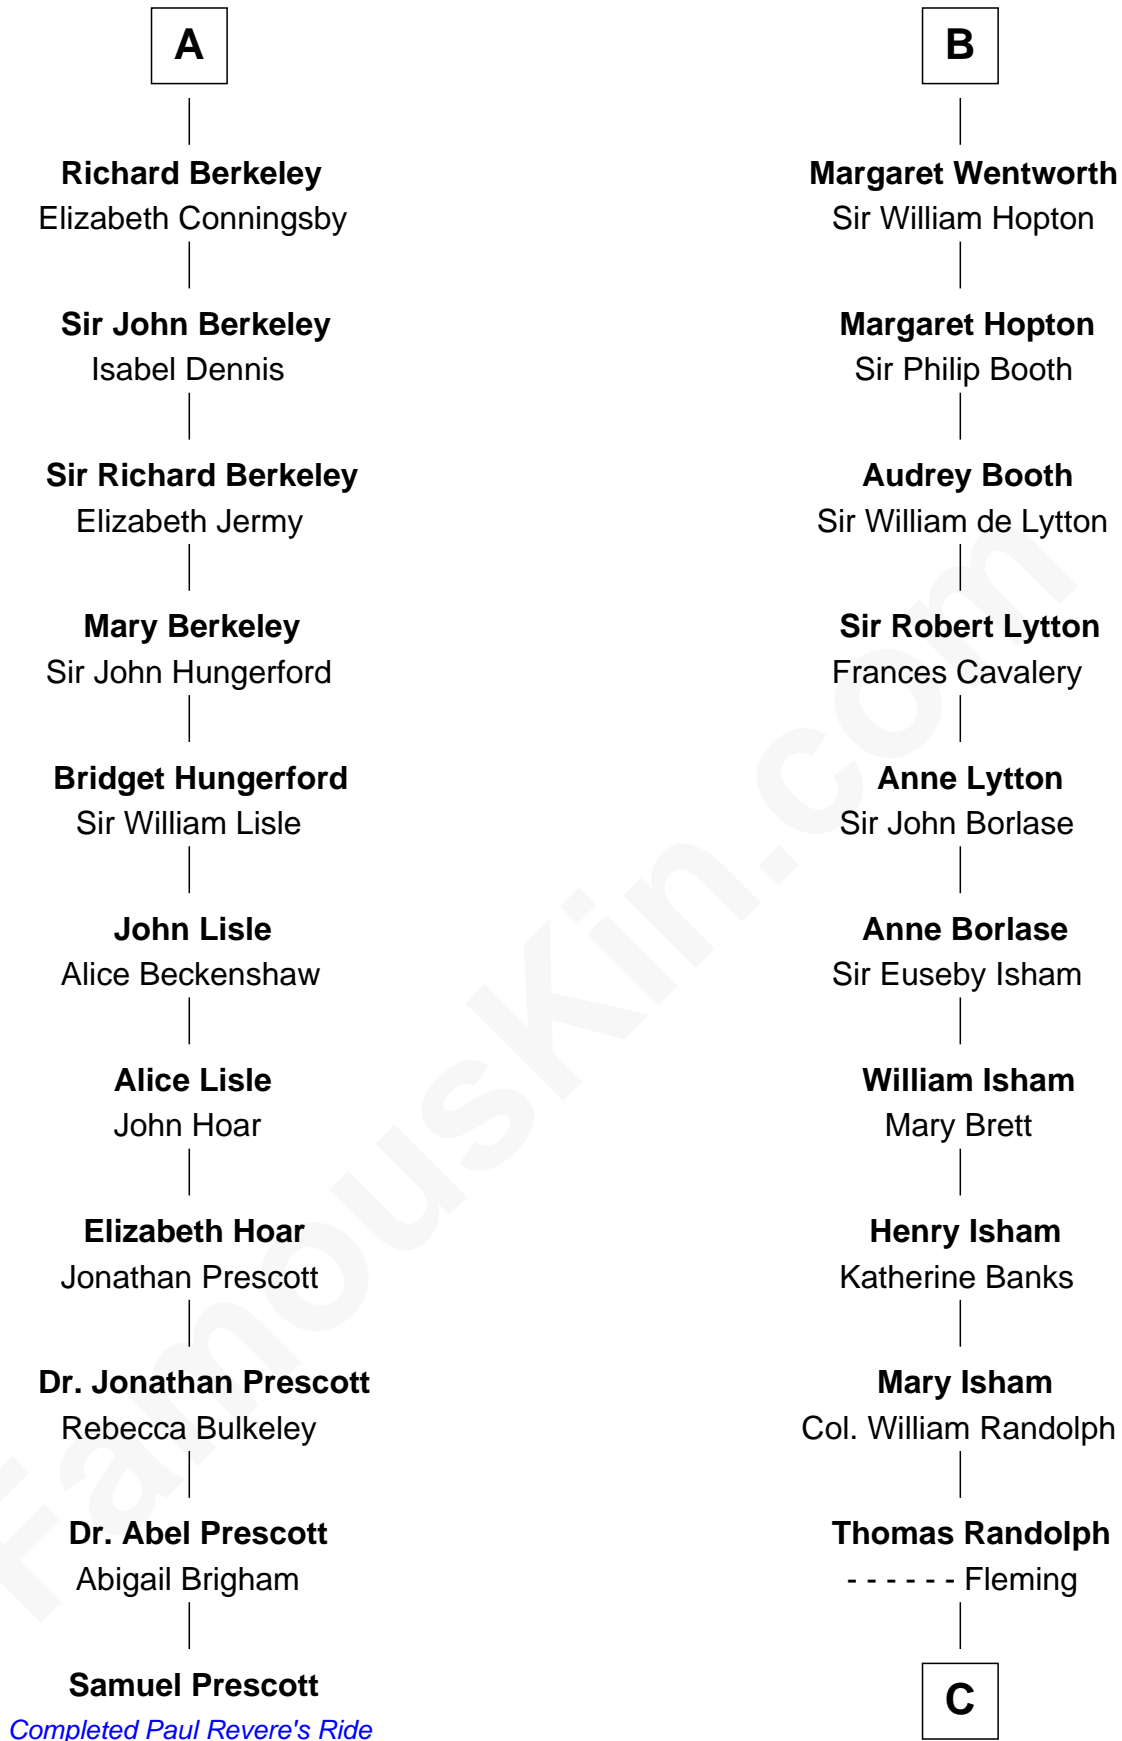 A
Richard Berkeley
Elizabeth Conningsby
Sir John Berkeley
Isabel Dennis
Sir Richard Berkeley
Elizabeth Jermy
Mary Berkeley
Sir John Hungerford
Bridget Hungerford
Sir William Lisle
John Lisle
Alice Beckenshaw
Alice Lisle
John Hoar
Elizabeth Hoar
Jonathan Prescott
Dr. Jonathan Prescott
Rebecca Bulkeley
Dr. Abel Prescott
Abigail Brigham
Samuel Prescott
Completed Paul Revere's Ride
B
Margaret Wentworth
Sir William Hopton
Margaret Hopton
Sir Philip Booth
Audrey Booth
Sir William de Lytton
Sir Robert Lytton
Frances Cavalery
Anne Lytton
Sir John Borlase
Anne Borlase
Sir Euseby Isham
William Isham
Mary Brett
Henry Isham
Katherine Banks
Mary Isham
Col. William Randolph
Thomas Randolph
- - - - - - Fleming
C
FamousKin.com